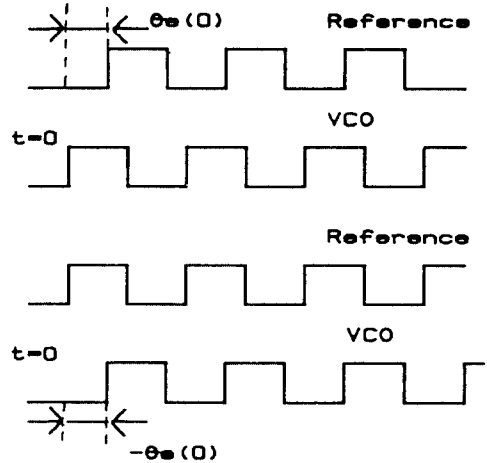 θe(0)
Reference
VCO
t=0
Reference
VCO
t=0
-θe(0)